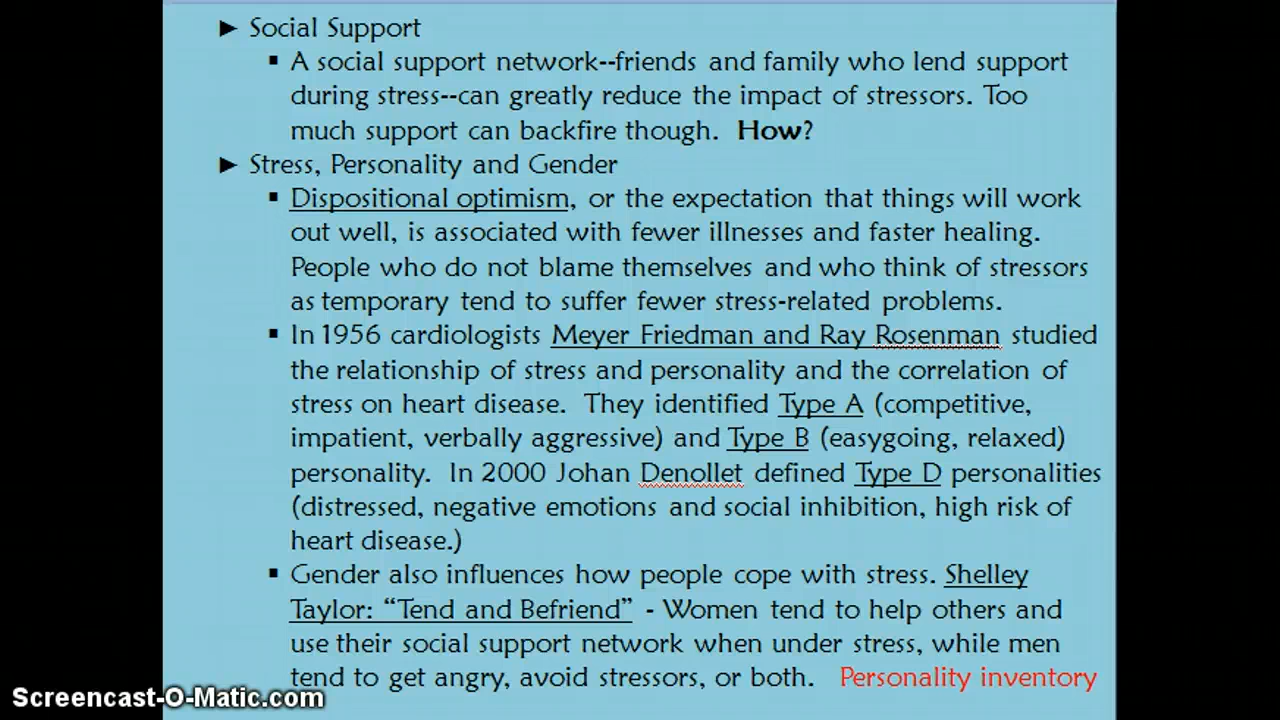 ► Social Support
▪ A social support network--friends and family who lend support
during stress--can greatly reduce the impact of stressors. Too
much support can backfire though. How?
► Stress, Personality and Gender
▪ Dispositional optimism, or the expectation that things will work
out well, is associated with fewer illnesses and faster healing.
People who do not blame themselves and who think of stressors
as temporary tend to suffer fewer stress-related problems.
▪ In 1956 cardiologists Meyer Friedman and Ray Rosenman studied
the relationship of stress and personality and the correlation of
stress on heart disease. They identified Type A (competitive,
impatient, verbally aggressive) and Type B (easygoing, relaxed)
personality. In 2000 Johan Denollet defined Type D personalities
(distressed, negative emotions and social inhibition, high risk of
heart disease.)
▪ Gender also influences how people cope with stress. Shelley
Taylor: “Tend and Befriend” - Women tend to help others and
use their social support network when under stress, while men
tend to get angry, avoid stressors, or both. Personality inventory
Screencast-O-Matic.com